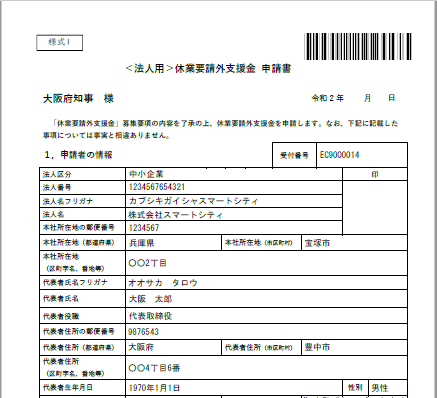 様式1
<法人用>休業要請外支援金 申請書
大阪府知事 様
令和2年 月 日
「休業要請外支援金」募集要項の内容を了承の上、休業要請外支援金を申請します。なお、下記に記載した
事項については事実と相違ありません。
1．申請者の情報
受付番号 EC9000014
法人区分 中小企業 印
法人番号 1234567654321
法人名フリガナ カブシキガイシャスマートシティ
法人名 株式会社スマートシティ
本社所在地の郵便番号 1234567
本社所在地（都道府県） 兵庫県 本社所在地（市区町村） 宝塚市
本社所在地
（区町字名、番地等） 〇〇2丁目
代表者氏名フリガナ オオサカ タロウ
代表者氏名 大阪 太郎
代表者役職 代表取締役
代表者住所の郵便番号 9876543
代表者住所（都道府県） 大阪府 代表者住所（市区町村） 豊中市
代表者住所
（区町字名、番地等） 〇〇4丁目6番
代表者生年月日 1970年1月1日 性別 男性